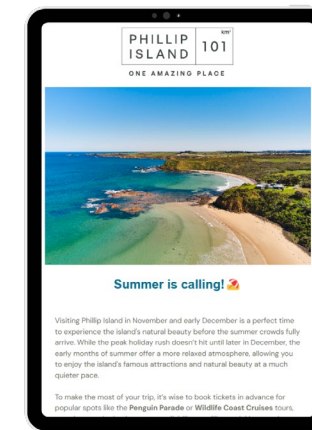 PHILLIP
ISLAND
101
km²
ONE AMAZING PLACE
Summer is calling! 🏖️
Visiting Phillip Island in November and early December is a perfect time
to experience the island's natural beauty before the summer crowds fully
arrive. While the peak holiday rush doesn't hit until later in December, the
early months of summer offer a more relaxed atmosphere, allowing you
to enjoy the island's famous attractions and natural beauty at a much
quieter pace.
To make the most of your trip, it's wise to book tickets in advance for
popular spots like the Penguin Parade or Wildlife Coast Cruises tours,